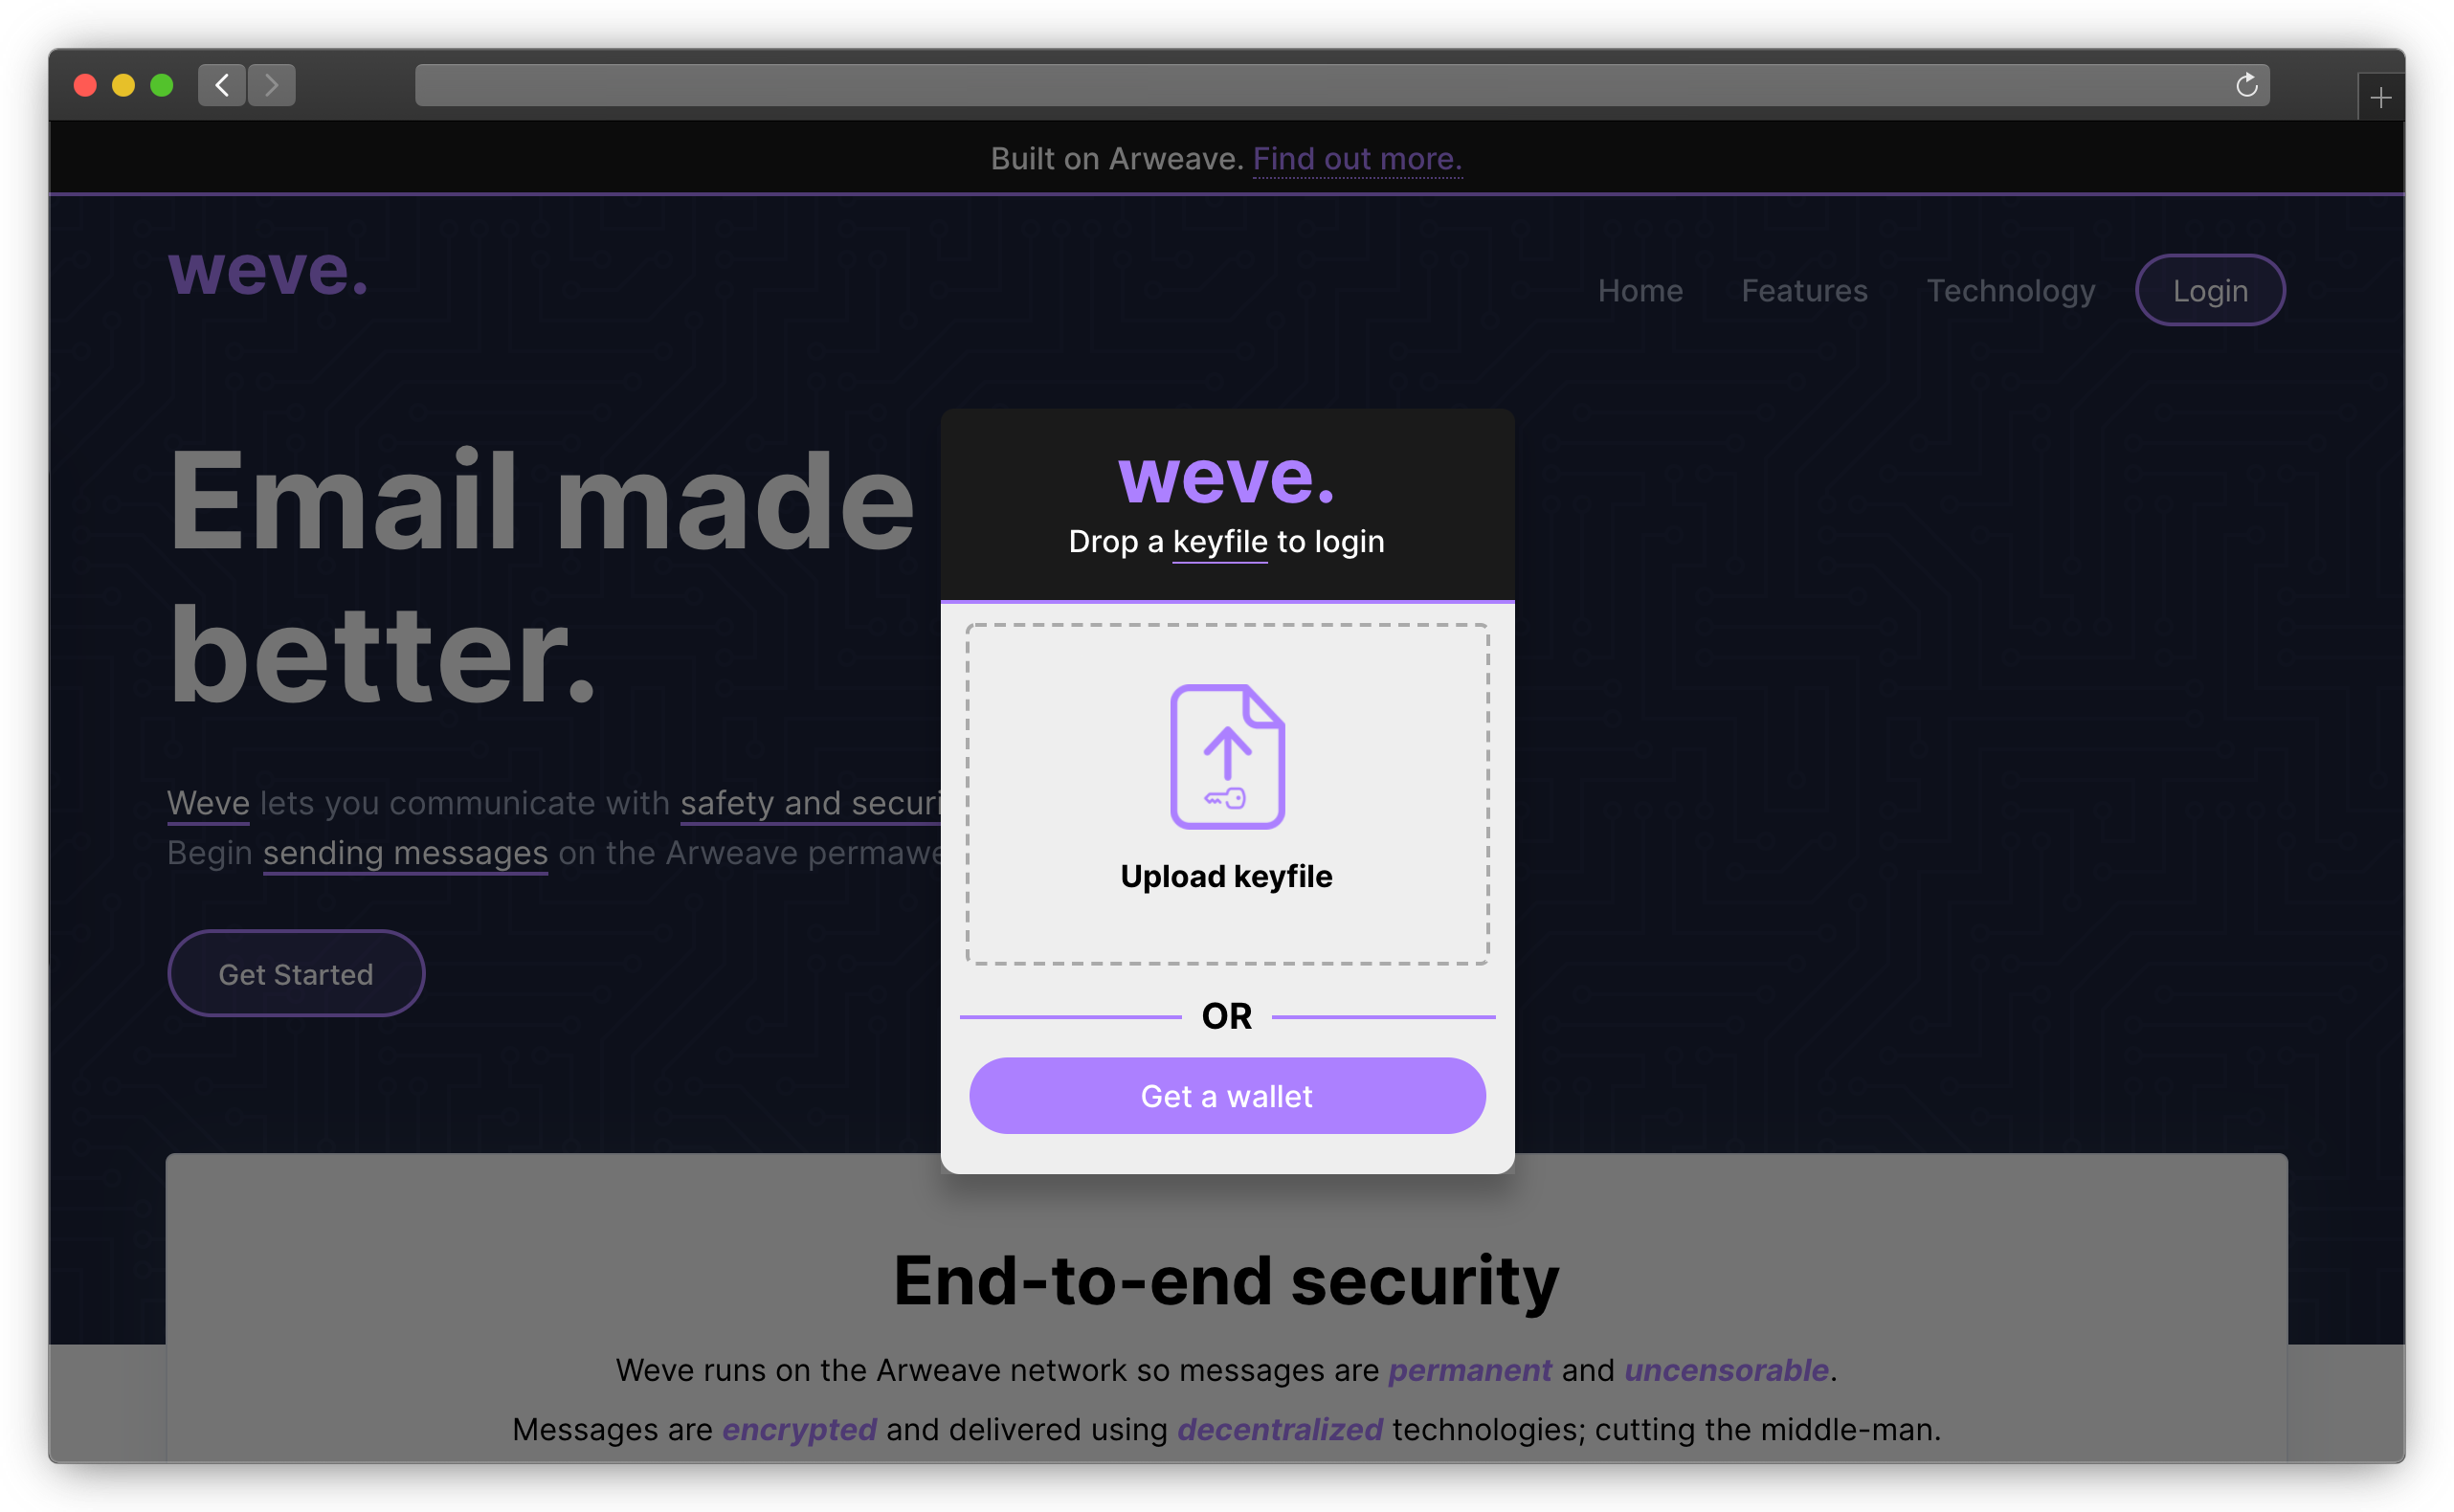 Built on Arweave. Find out more.
weve.
Home Features Technology Login
Email made
better.
Weve lets you communicate with safety and securi
Begin sending messages on the Arweave permawe
Get Started
weve.
Drop a keyfile to login
Upload keyfile
OR
Get a wallet
End-to-end security
Weve runs on the Arweave network so messages are permanent and uncensorable.
Messages are encrypted and delivered using decentralized technologies; cutting the middle-man.